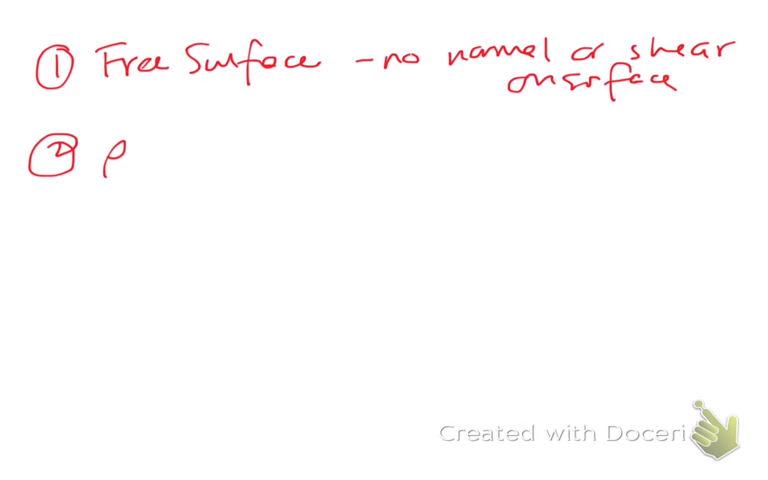 ① Free Surface - no normal or shear
on surface
② P
Created with Doceri